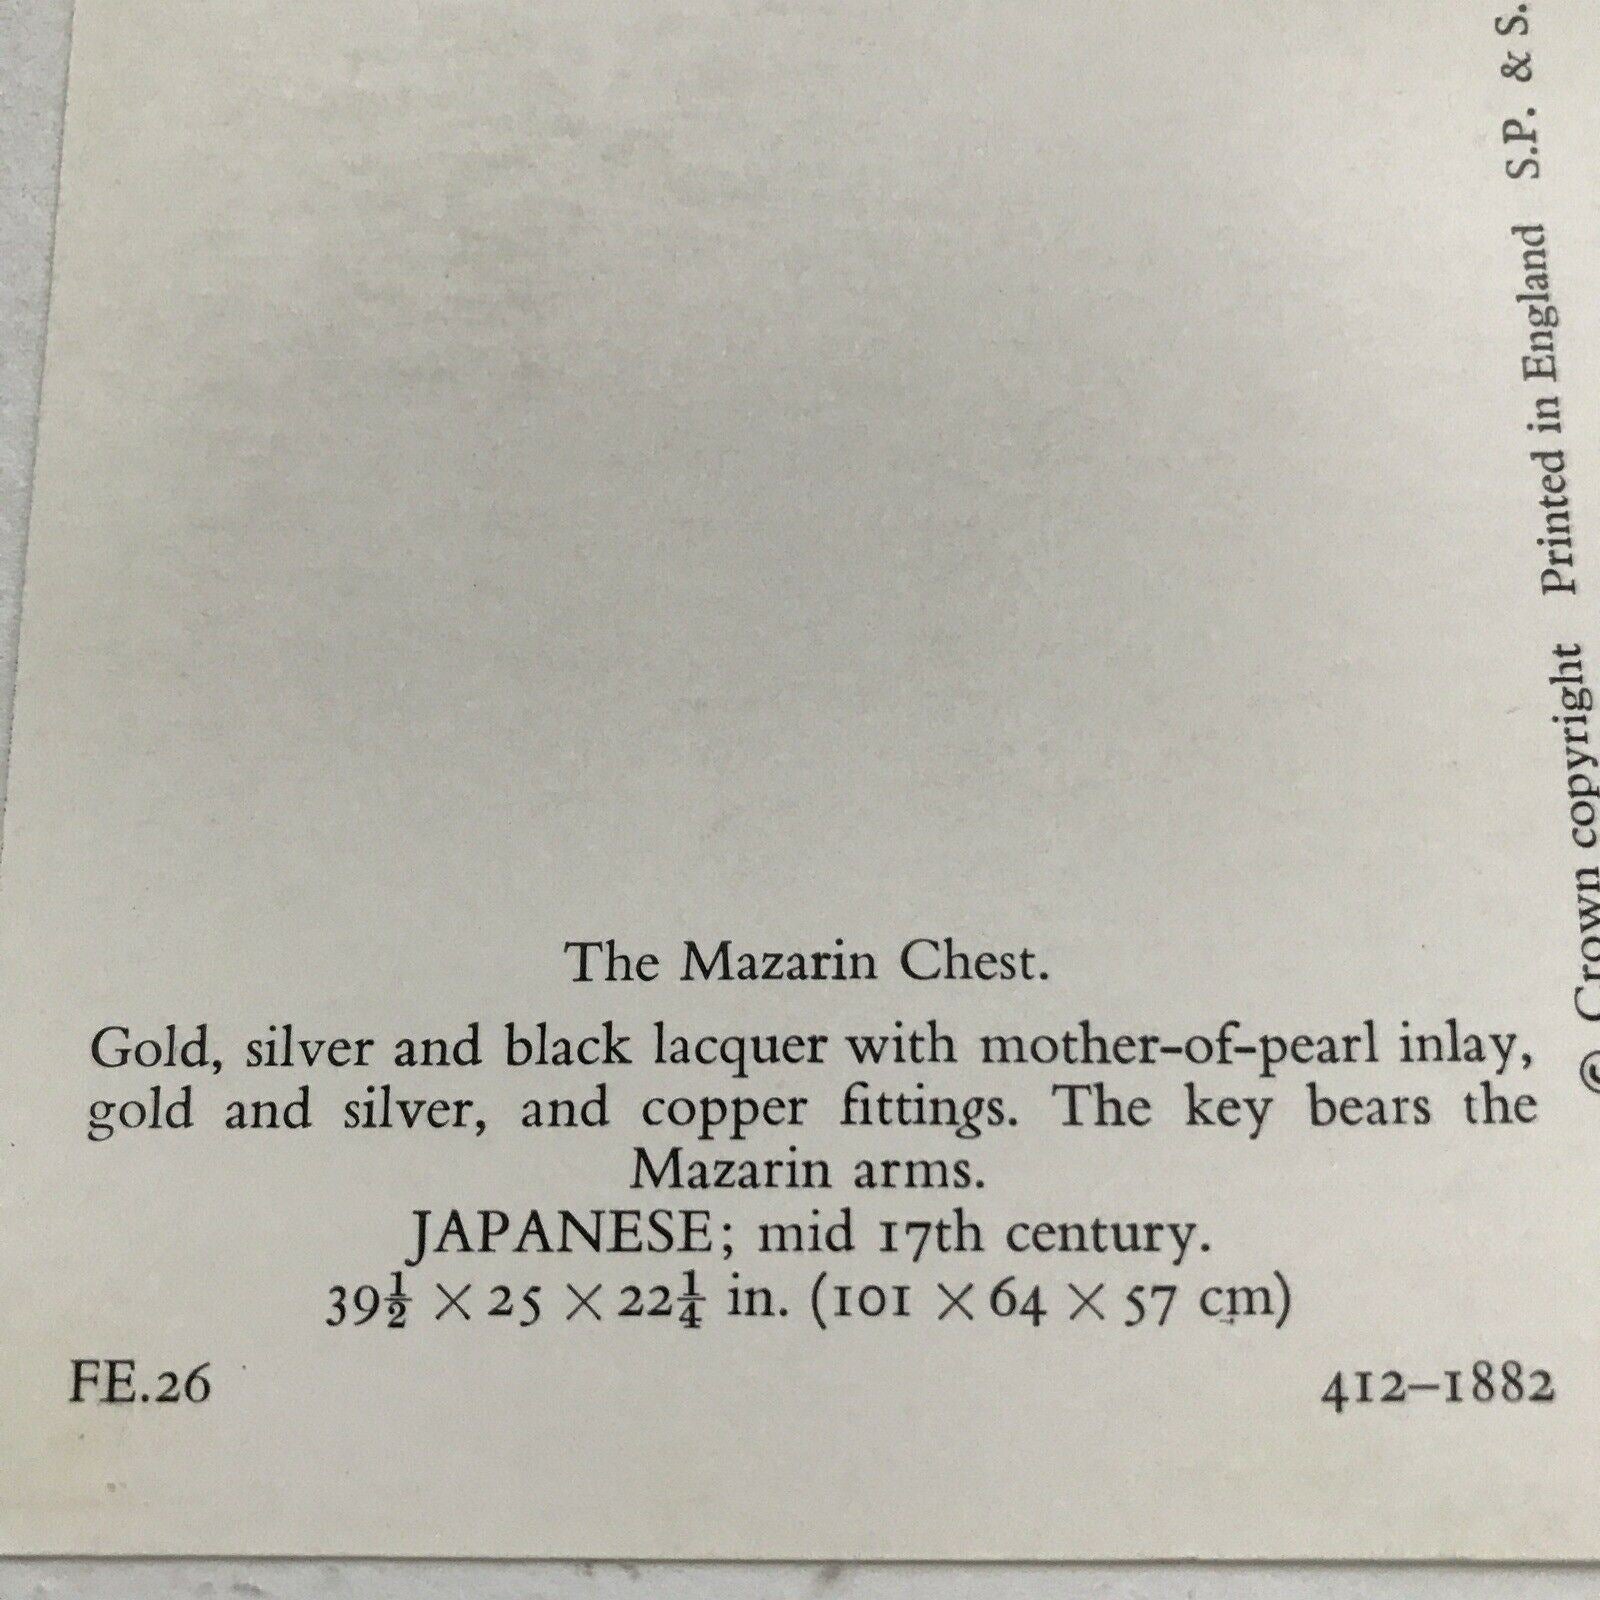 The Mazarin Chest.
Gold, silver and black lacquer with mother-of-pearl inlay,
gold and silver, and copper fittings. The key bears the
Mazarin arms.
JAPANESE; mid 17th century.
39½ × 25 × 22¼ in. (101 × 64 × 57 cm)
FE.26
412–1882
© Crown copyright Printed in England S.P. & S.